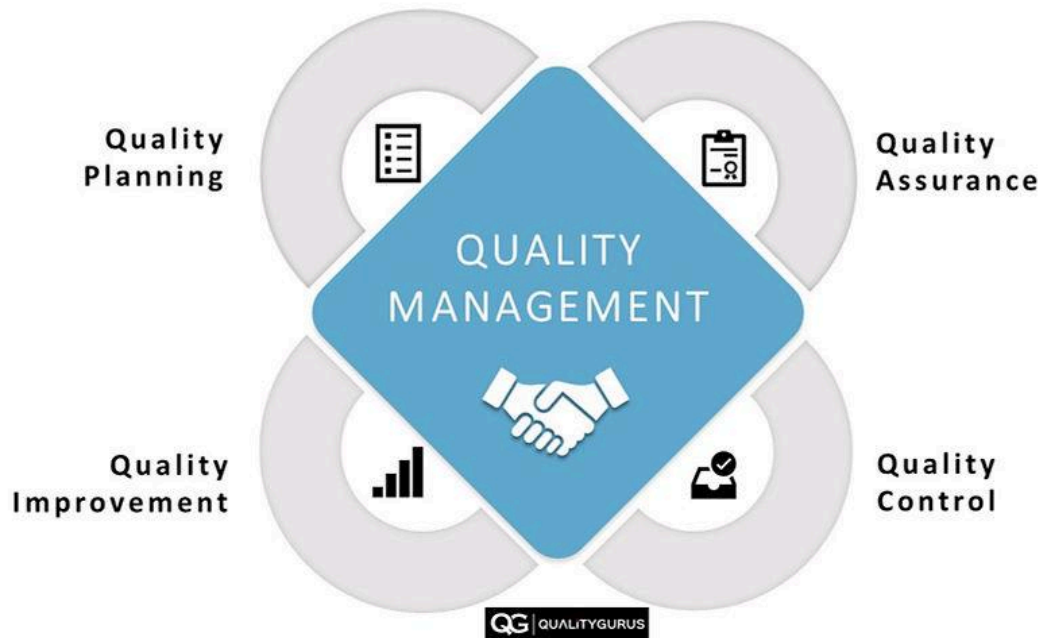 Quality
Planning
Quality
Assurance
QUALITY
MANAGEMENT
Quality
Improvement
Quality
Control
QG | QUALITYGURUS